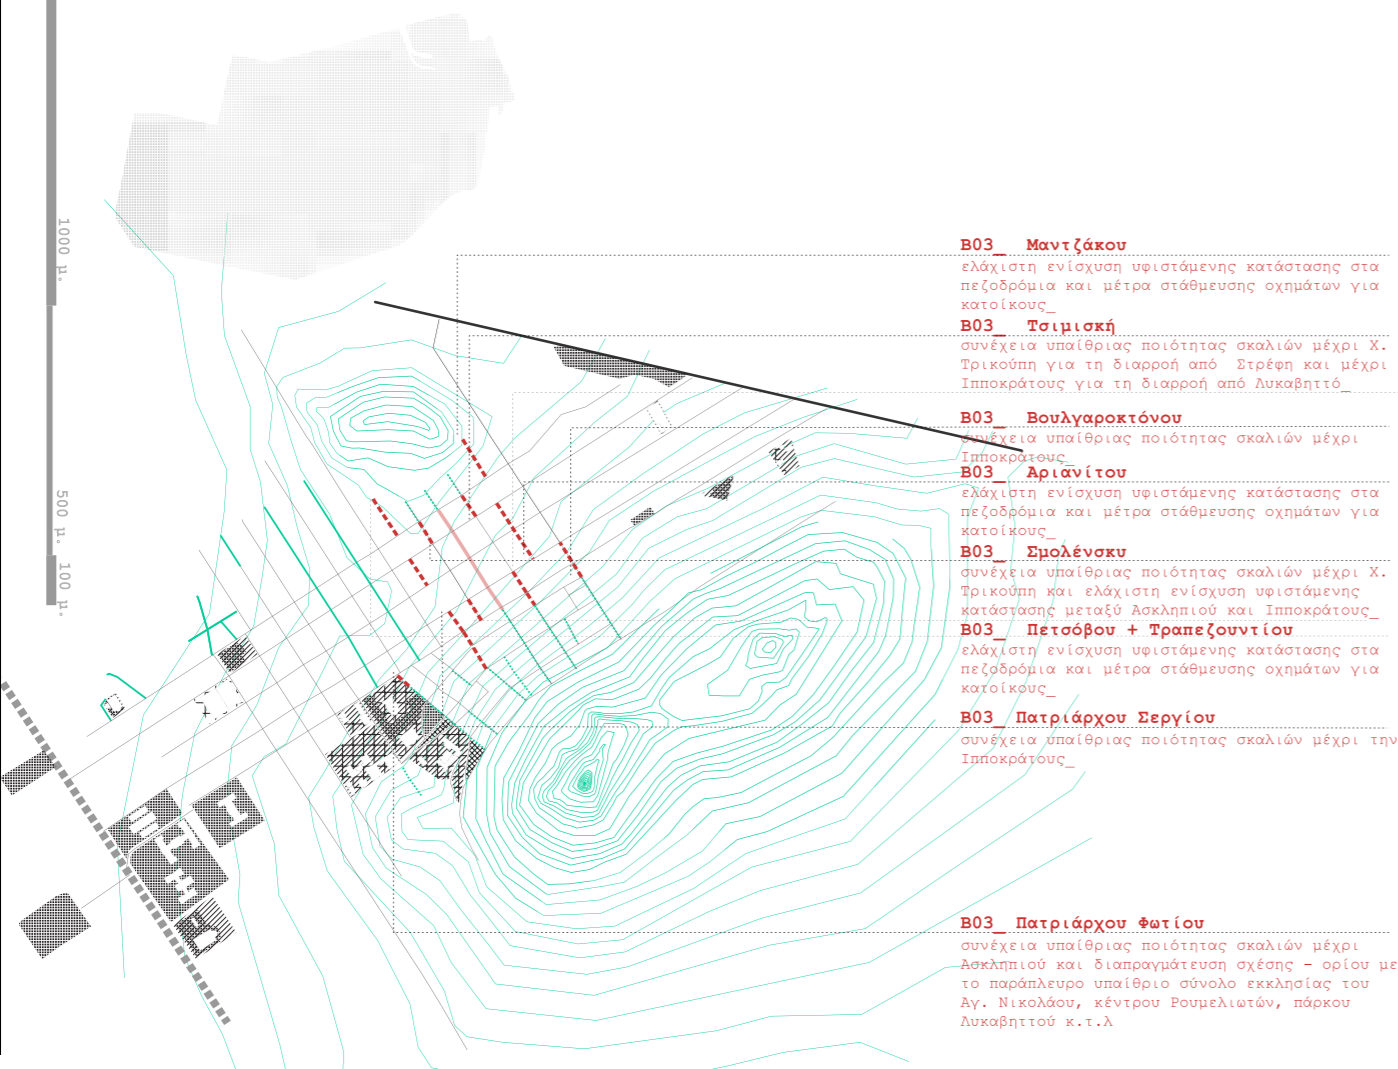 1000 μ.
500 μ.
100 μ.
B03_ Μαντζάκου
ελάχιστη ενίσχυση υφιστάμενης κατάστασης στα
πεζοδρόμια και μέτρα στάθμευσης οχημάτων για
κατοίκους_
B03_ Τσιμισκή
συνέχεια υπαίθριας ποιότητας σκαλιών μέχρι Χ.
Τρικούπη για τη διαρροή από Στρέφη και μέχρι
Ιπποκράτους για τη διαρροή από Λυκαβηττό_
B03_ Βουλγαροκτόνου
συνέχεια υπαίθριας ποιότητας σκαλιών μέχρι
Ιπποκράτους_
B03_ Αριανίτου
ελάχιστη ενίσχυση υφιστάμενης κατάστασης στα
πεζοδρόμια και μέτρα στάθμευσης οχημάτων για
κατοίκους_
B03_ Σμολένσκυ
συνέχεια υπαίθριας ποιότητας σκαλιών μέχρι Χ.
Τρικούπη και ελάχιστη ενίσχυση υφιστάμενης
κατάστασης μεταξύ Ασκληπιού και Ιπποκράτους_
B03_ Πετσόβου + Τραπεζουντίου
ελάχιστη ενίσχυση υφιστάμενης κατάστασης στα
πεζοδρόμια και μέτρα στάθμευσης οχημάτων για
κατοίκους_
B03_ Πατριάρχου Σεργίου
συνέχεια υπαίθριας ποιότητας σκαλιών μέχρι την
Ιπποκράτους_
B03_ Πατριάρχου Φωτίου
συνέχεια υπαίθριας ποιότητας σκαλιών μέχρι
Ασκληπιού και διαπραγμάτευση σχέσης - ορίου με
το παράπλευρο υπαίθριο σύνολο εκκλησίας του
Αγ. Νικολάου, κέντρου Ρουμελιωτών, πάρκου
Λυκαβηττού κ.τ.λ